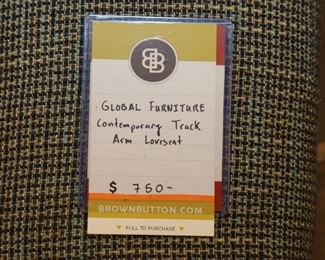 BB
GLOBAL FURNITURE
Contemporary Track
Arm Loveseat
$ 750-
BROWNBUTTON.COM
PULL TO PURCHASE